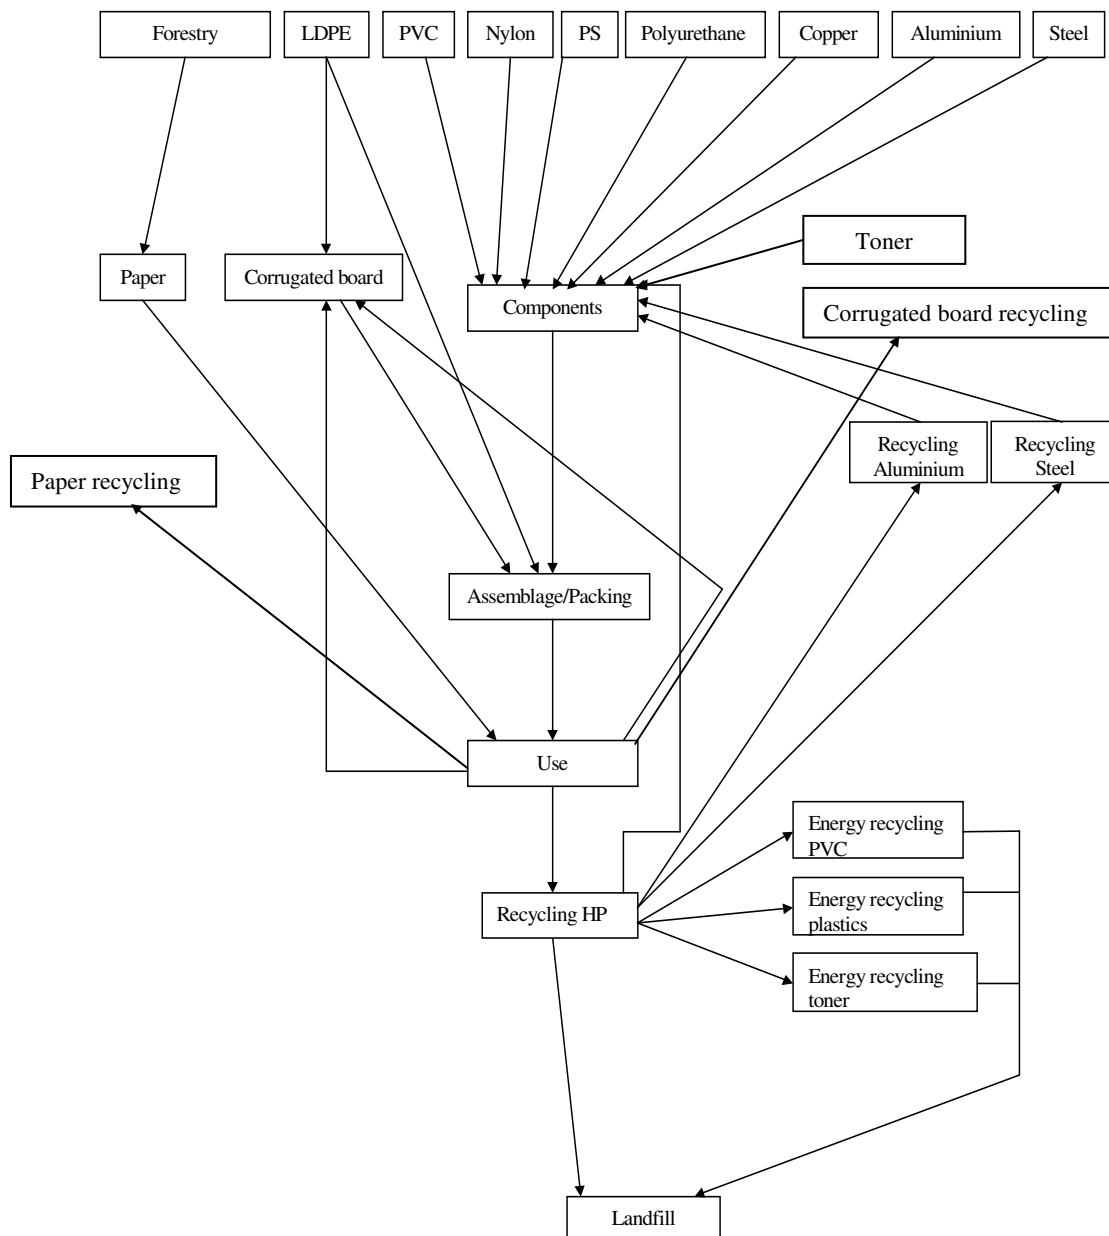 Forestry
LDPE
PVC
Nylon
PS
Polyurethane
Copper
Aluminium
Steel
Toner
Paper
Corrugated board
Components
Corrugated board recycling
Recycling
Aluminium
Recycling
Steel
Paper recycling
Assemblage/Packing
Use
Energy recycling
PVC
Energy recycling
plastics
Recycling HP
Energy recycling
toner
Landfill